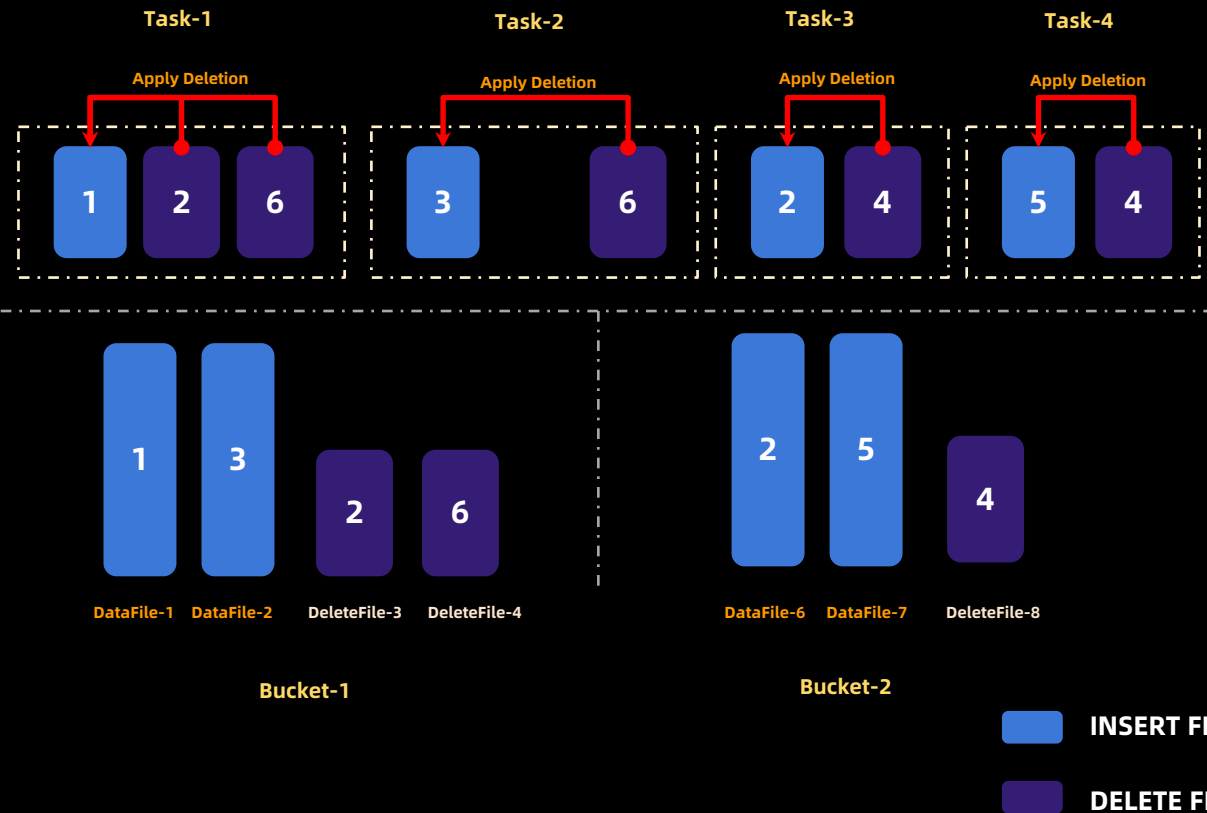 Task-1
Task-2
Task-3
Task-4
Apply Deletion
Apply Deletion
Apply Deletion
Apply Deletion
1 2 6
3 6
2 4
5 4
1 3 2 6
2 5 4
DataFile-1 DataFile-2 DeleteFile-3 DeleteFile-4
DataFile-6 DataFile-7 DeleteFile-8
Bucket-1
Bucket-2
INSERT
DELETE